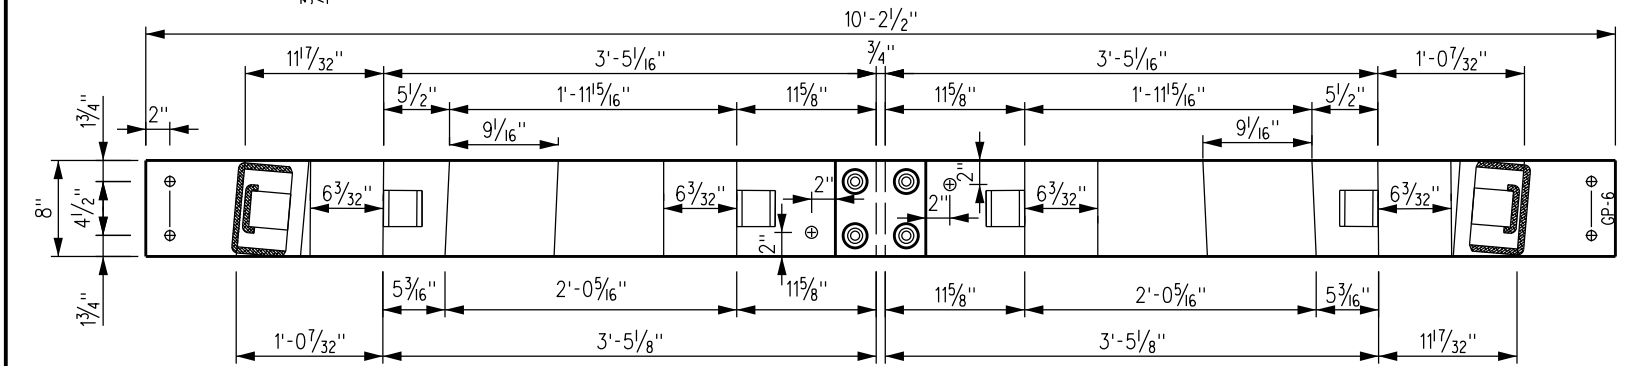 10'-2 1/2"
11 17/32" 3'-5 1/16" 3/4" 3'-5 1/16" 1'-0 7/32"
5 1/2" 1'-11 15/16" 11 5/8" 11 5/8" 1'-11 15/16" 5 1/2"
1 3/4" 2" 9 1/16" 9 1/16"
8" 4 1/2" 6 3/32" 6 3/32" 2" 2" 2" 6 3/32" 6 3/32" GP-6
2"
1 3/4" 5 3/16" 2'-0 5/16" 11 5/8" 11 5/8" 2'-0 5/16" 5 3/16"
1'-0 7/32" 3'-5 1/8" 3'-5 1/8" 11 17/32"